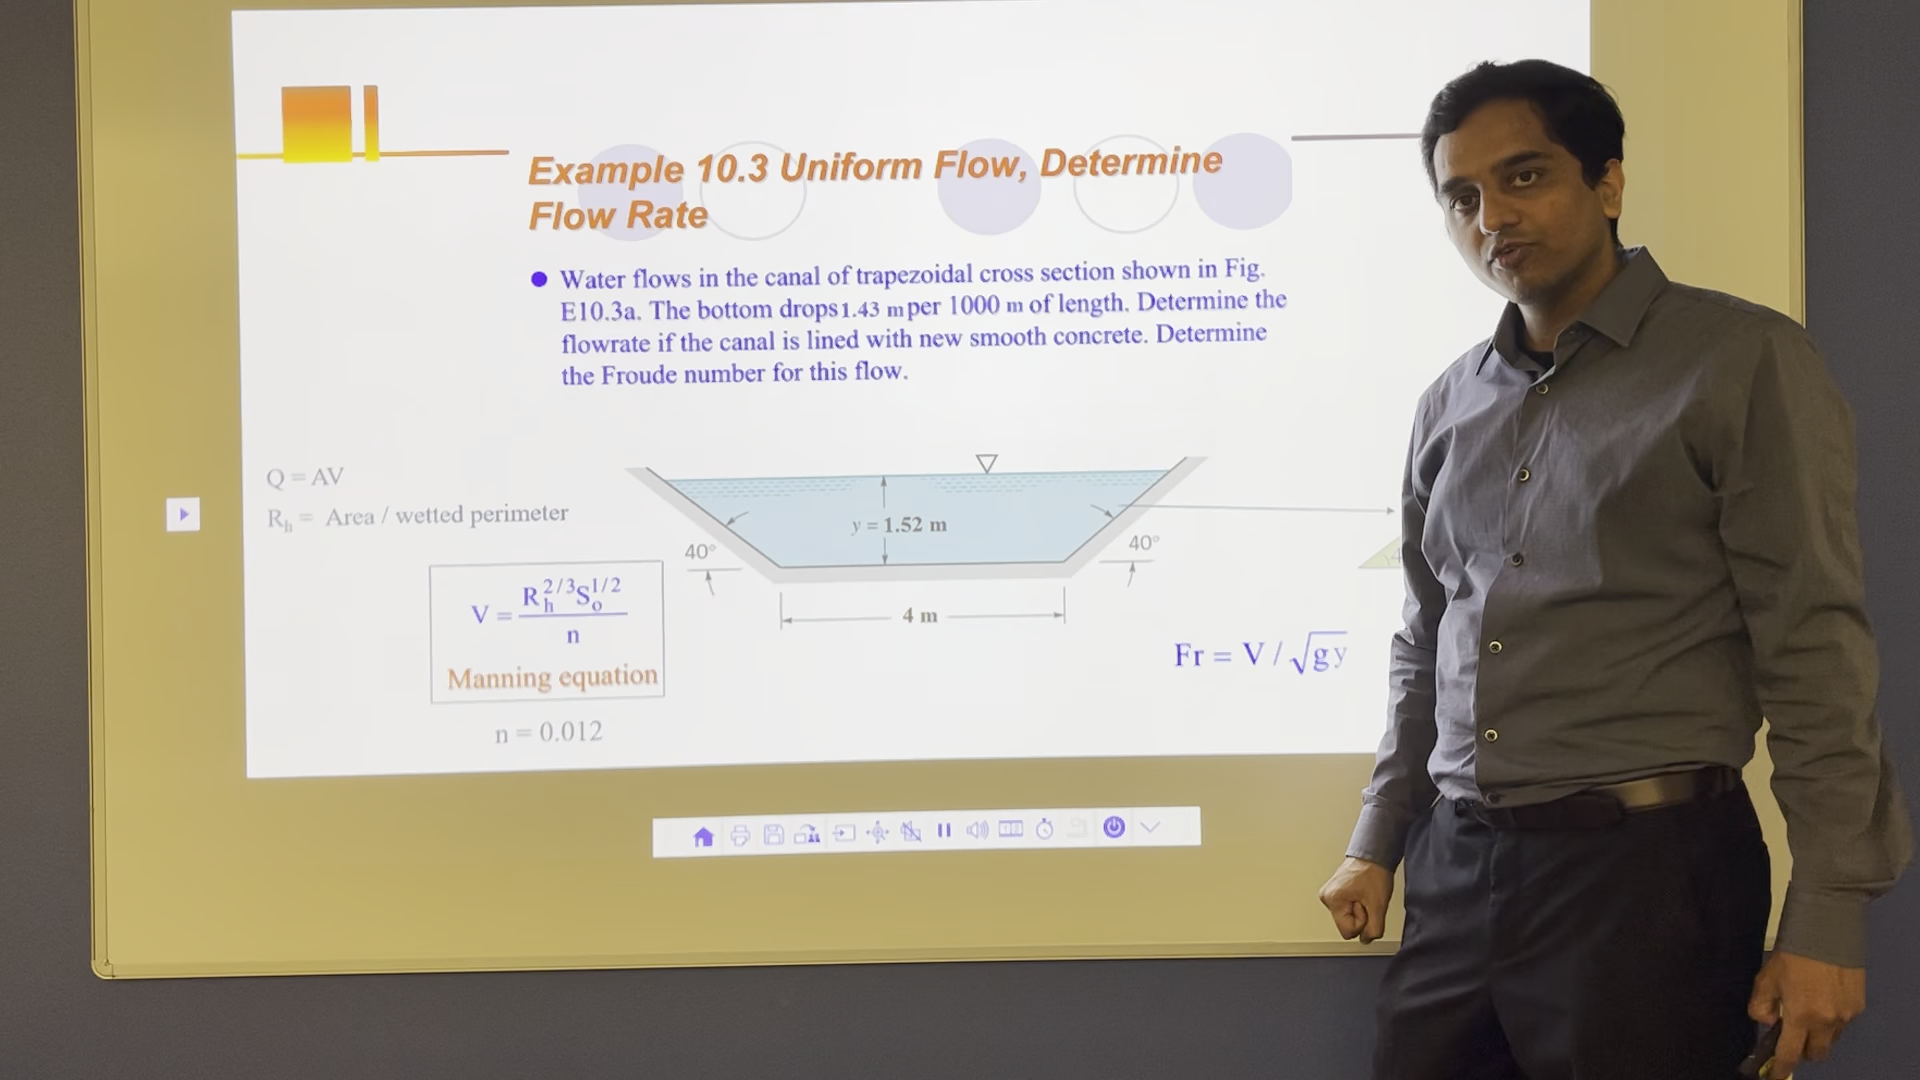 Example 10.3 Uniform Flow, Determine
Flow Rate
Water flows in the canal of trapezoidal cross section shown in Fig.
E10.3a. The bottom drops 1.43 m per 1000 m of length. Determine the
flowrate if the canal is lined with new smooth concrete. Determine
the Froude number for this flow.
Q = AV
R_h = Area / wetted perimeter
V = R_h^2/3 S_o^1/2 / n
Manning equation
n = 0.012
y = 1.52 m
40°
40°
4 m
Fr = V / √gy
4